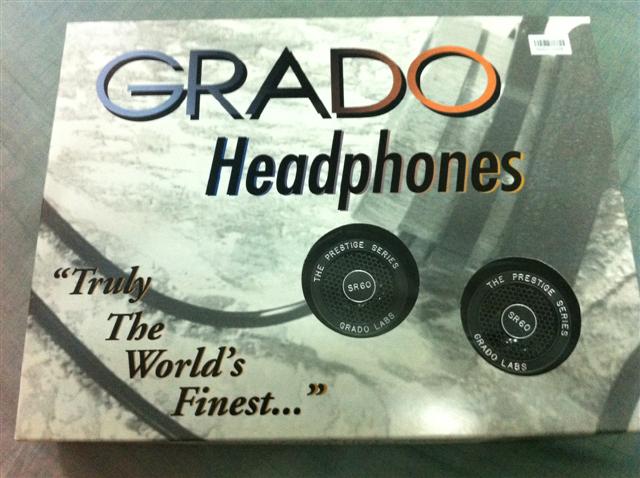 GRADO
Headphones
THE PRESTIGE SERIES
SR60
GRADO LABS
THE PRESTIGE SERIES
SR60
GRADO LABS
“Truly
The
World's
Finest...”